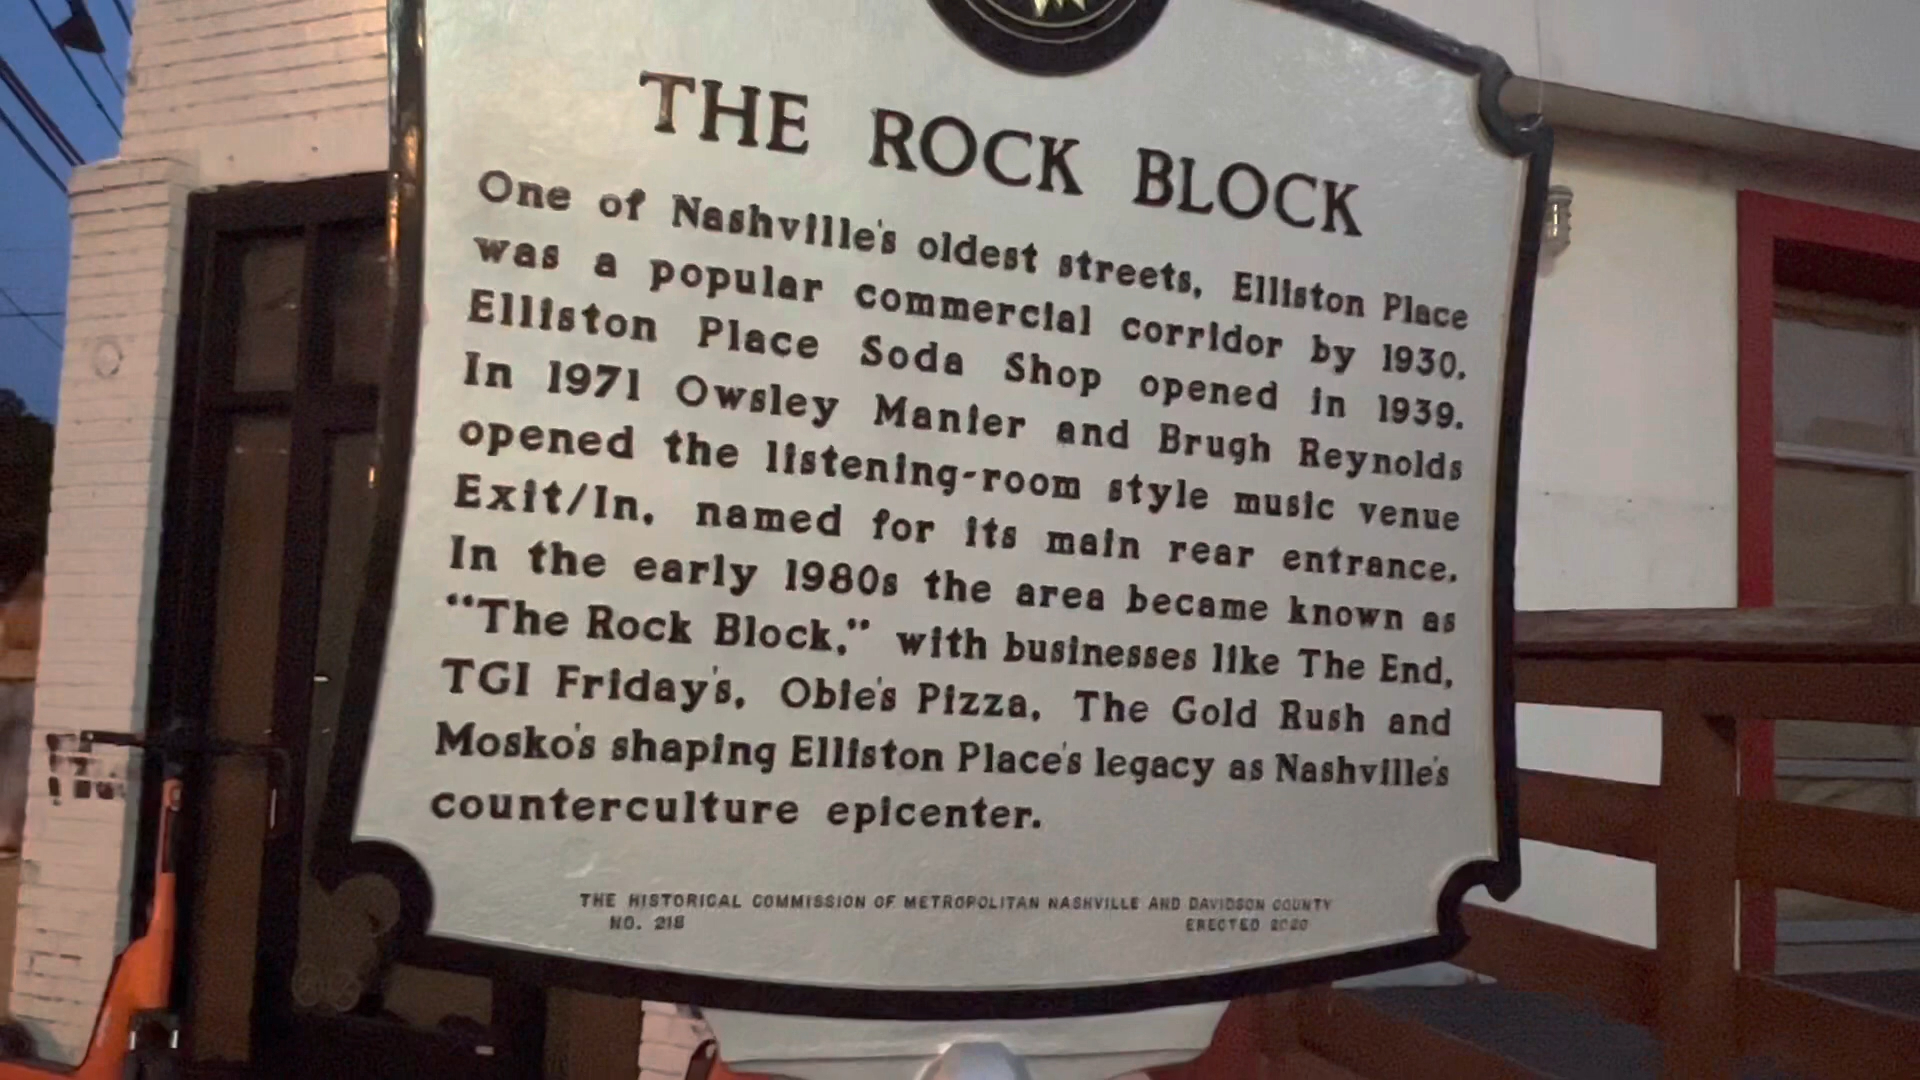 THE ROCK BLOCK
One of Nashville's oldest streets, Elliston Place
was a popular commercial corridor by 1930.
Elliston Place Soda Shop opened in 1939.
In 1971 Owsley Manier and Brugh Reynolds
opened the listening-room style music venue
Exit/In, named for its main rear entrance.
In the early 1980s the area became known as
“The Rock Block,” with businesses like The End,
TGI Friday's, Obie's Pizza, The Gold Rush and
Mosko's shaping Elliston Place's legacy as Nashville's
counterculture epicenter.
THE HISTORICAL COMMISSION OF METROPOLITAN NASHVILLE AND DAVIDSON COUNTY
NO. 218 ERECTED 2020